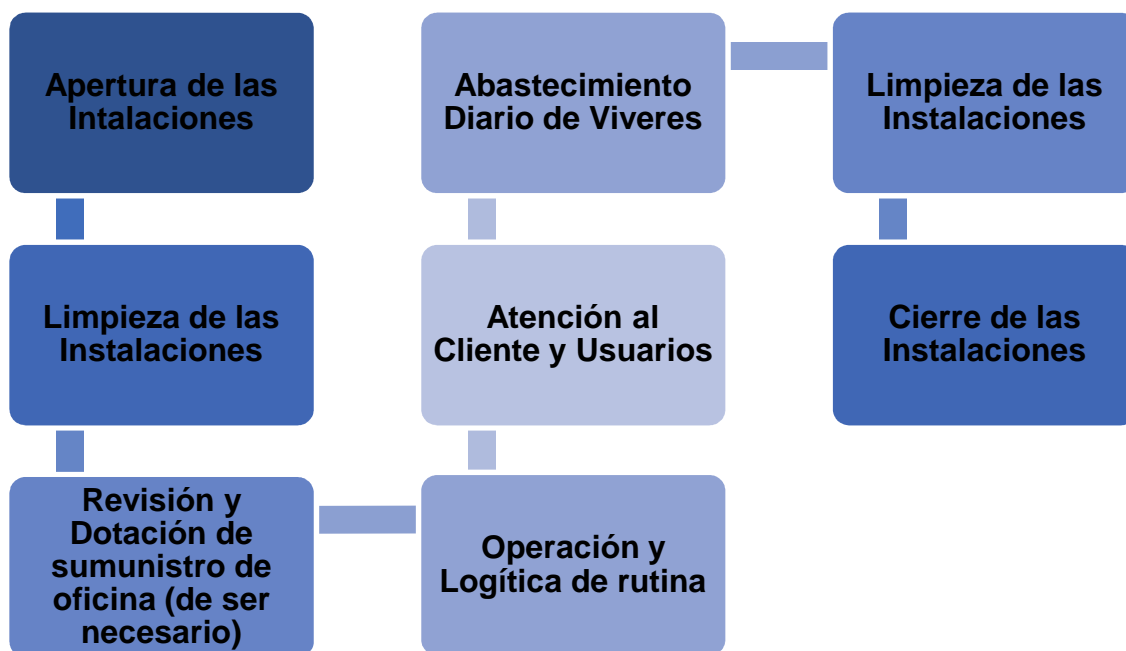 Apertura de las
Intalaciones
Limpieza de las
Instalaciones
Revisión y
Dotación de
sumunistro de
oficina (de ser
necesario)
Operación y
Logítica de rutina
Atención al
Cliente y Usuarios
Abastecimiento
Diario de Viveres
Limpieza de las
Instalaciones
Cierre de las
Instalaciones